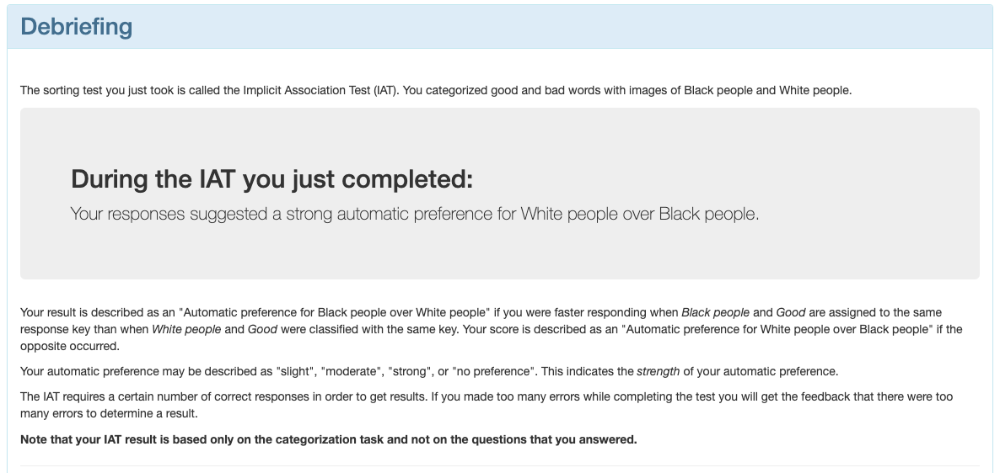 Debriefing
The sorting test you just took is called the Implicit Association Test (IAT). You categorized good and bad words with images of Black people and White people.
During the IAT you just completed:
Your responses suggested a strong automatic preference for White people over Black people.
Your result is described as an "Automatic preference for Black people over White people" if you were faster responding when Black people and Good are assigned to the same
response key than when White people and Good were classified with the same key. Your score is described as an "Automatic preference for White people over Black people" if the
opposite occurred.
Your automatic preference may be described as "slight", "moderate", "strong", or "no preference". This indicates the strength of your automatic preference.
The IAT requires a certain number of correct responses in order to get results. If you made too many errors while completing the test you will get the feedback that there were too
many errors to determine a result.
Note that your IAT result is based only on the categorization task and not on the questions that you answered.